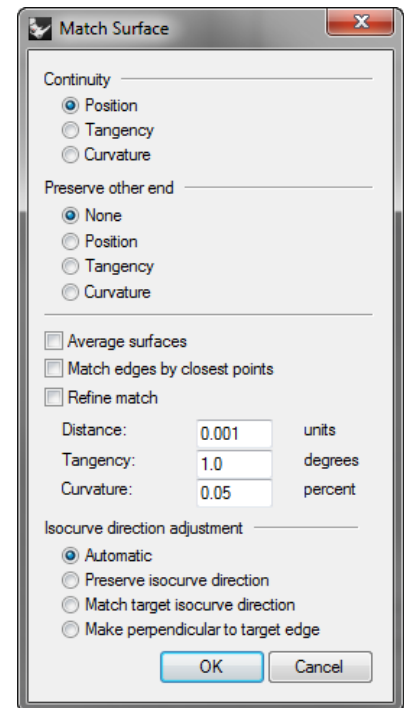 Match Surface
Continuity
Position
Tangency
Curvature
Preserve other end
None
Position
Tangency
Curvature
Average surfaces
Match edges by closest points
Refine match
Distance: 0.001 units
Tangency: 1.0 degrees
Curvature: 0.05 percent
Isocurve direction adjustment
Automatic
Preserve isocurve direction
Match target isocurve direction
Make perpendicular to target edge
OK Cancel